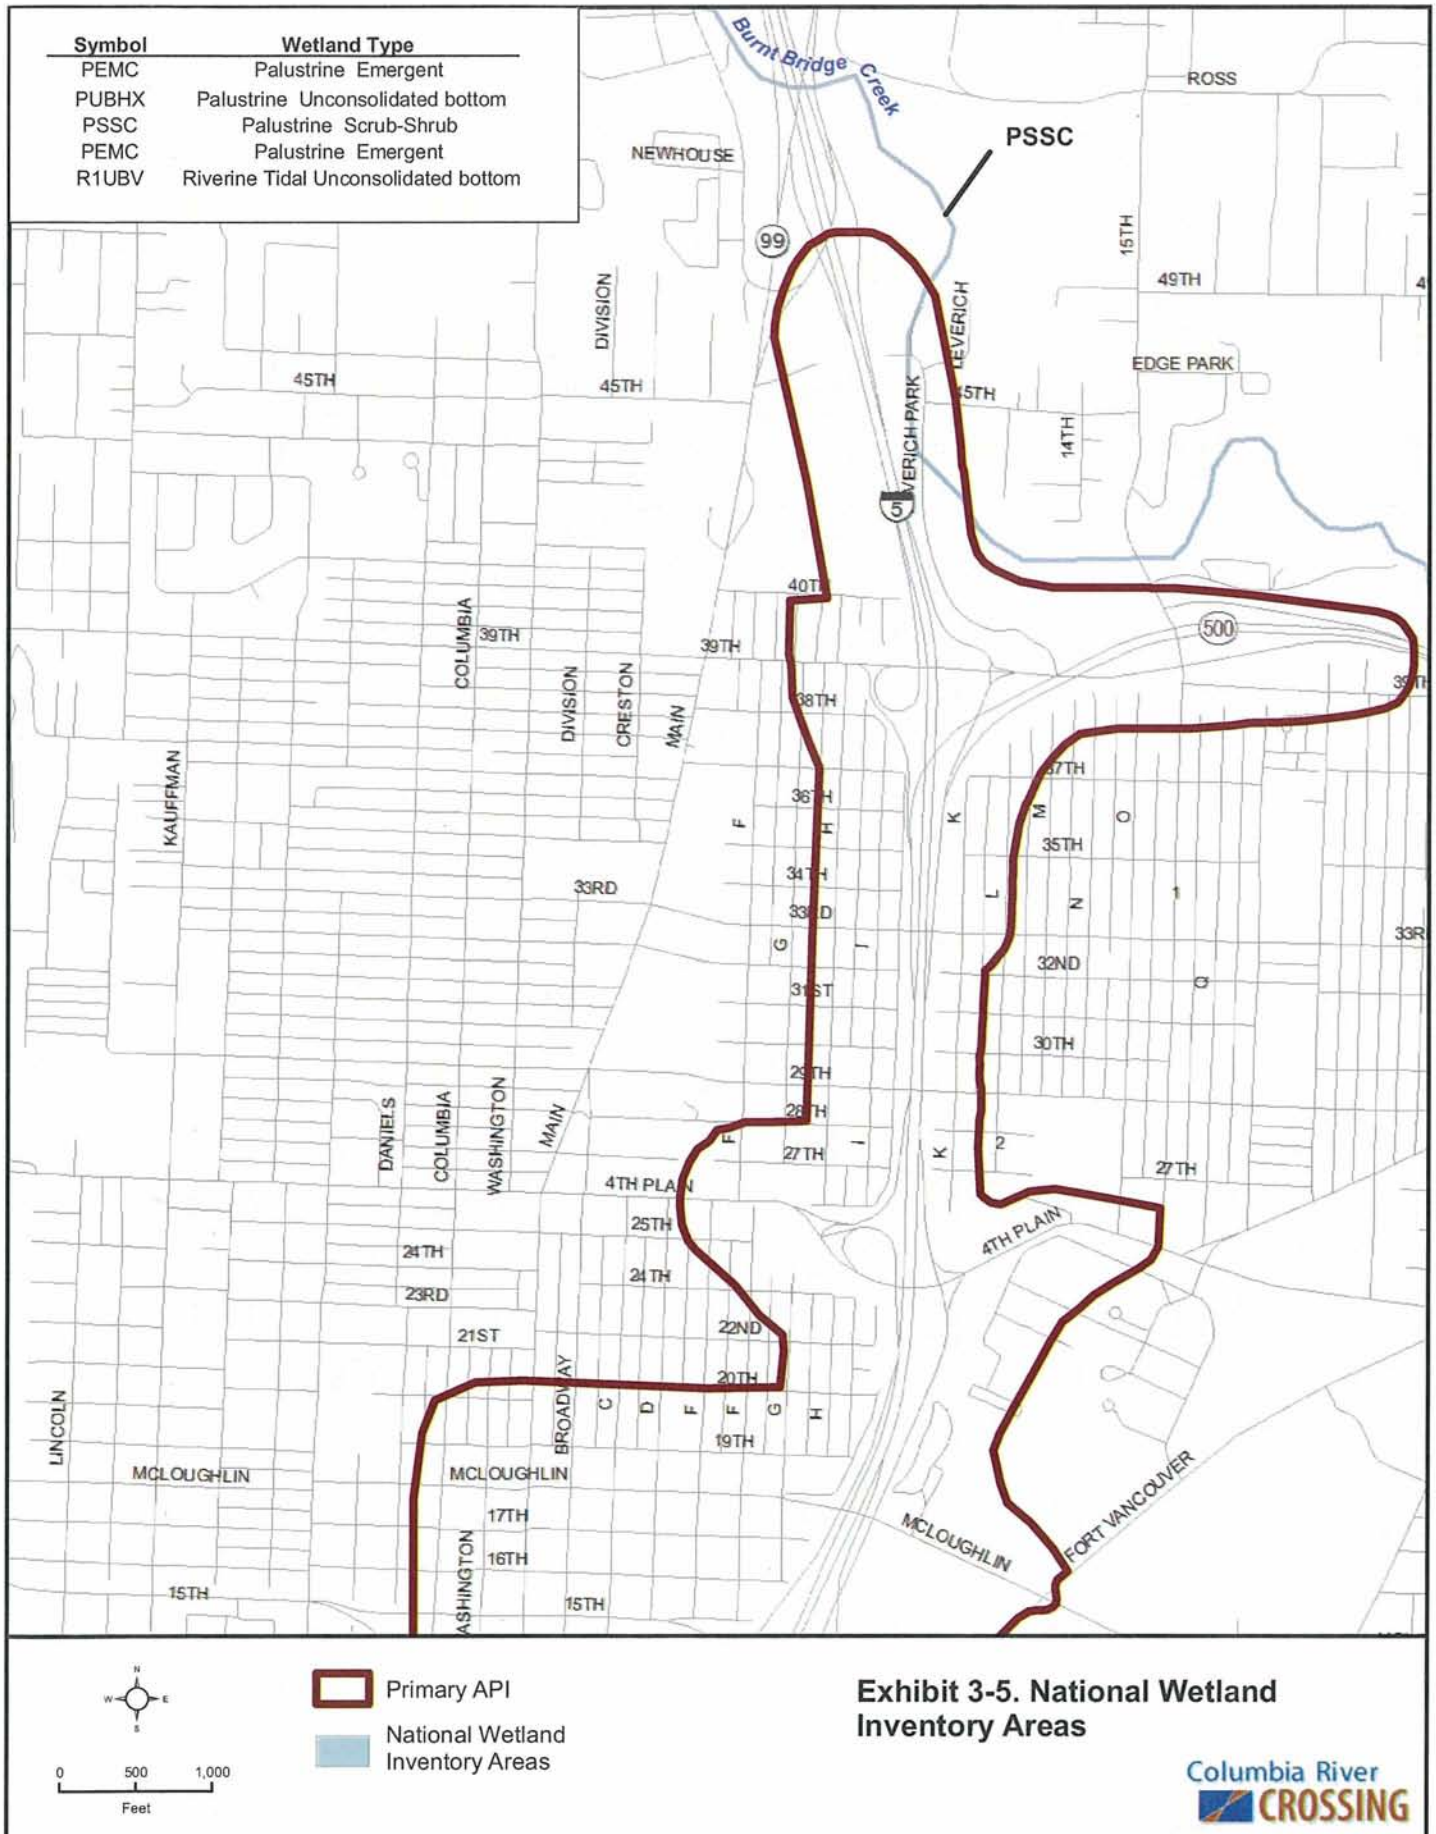 Symbol Wetland Type
PEMC Palustrine Emergent
PUBHX Palustrine Unconsolidated bottom
PSSC Palustrine Scrub-Shrub
PEMC Palustrine Emergent
R1UBV Riverine Tidal Unconsolidated bottom
Burnt Bridge Creek
ROSS
PSSC
NEWHOUSE
99
15TH
49TH
DIVISION
LEVERICH
EDGE PARK
45TH
45TH
45TH
VERICH PARK
14TH
5
40TH
COLUMBIA
39TH
39TH
500
DIVISION
CRESTON
MAIN
38TH
39TH
KAUFFMAN
37TH
36TH
F
H
K
M
O
35TH
34TH
33RD
33RD
L
N
1
33R
G
I
32ND
31ST
Q
30TH
29TH
28TH
DANIELS
COLUMBIA
WASHINGTON
MAIN
F
27TH
I
K
2
27TH
4TH PLAIN
25TH
4TH PLAIN
24TH
24TH
23RD
22ND
21ST
20TH
LINCOLN
BROADWAY
C
D
F
F
G
H
19TH
MCLOUGHLIN
MCLOUGHLIN
17TH
MCLOUGHLIN
FORT VANCOUVER
16TH
ASHINGTON
15TH
15TH
N
W E
S
0 500 1,000
Feet
Primary API
National Wetland
Inventory Areas
Exhibit 3-5. National Wetland
Inventory Areas
Columbia River
CROSSING